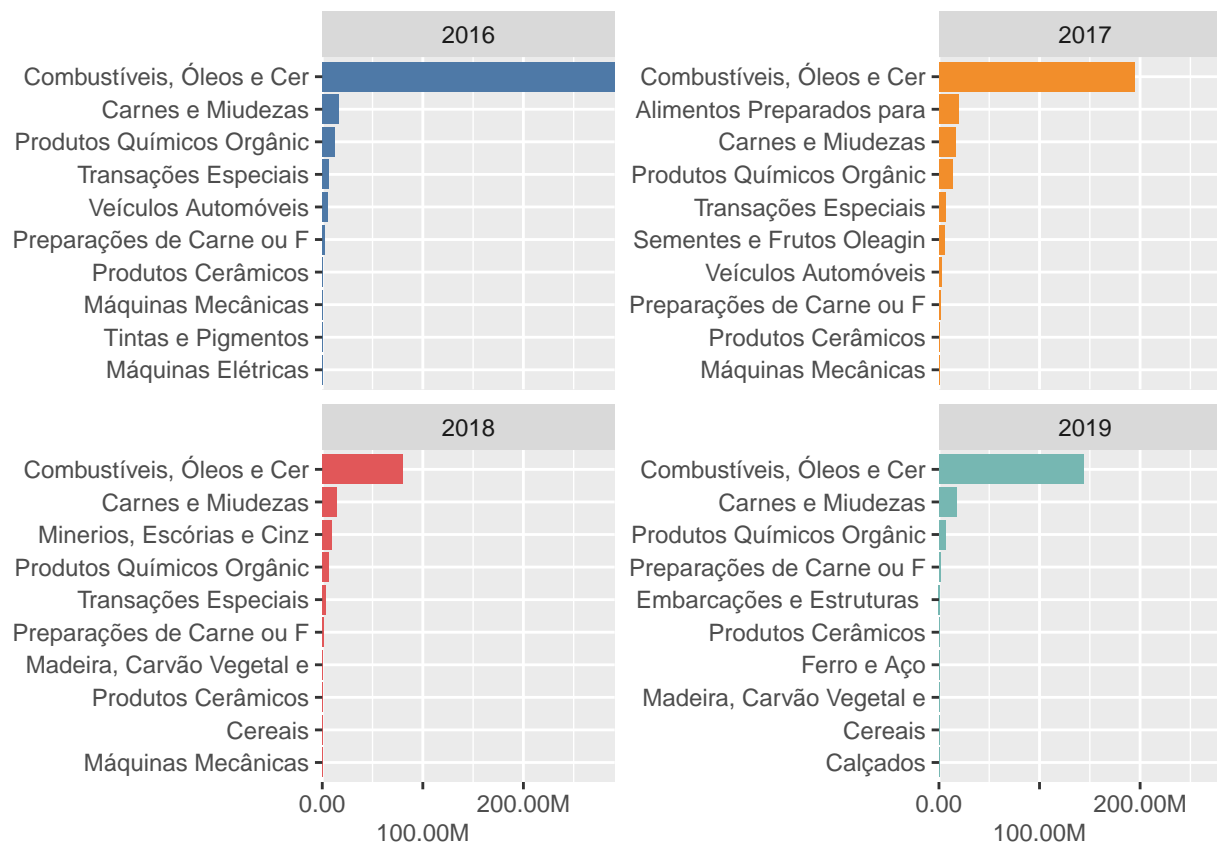 2016
Combustíveis, Óleos e Cer
Carnes e Miudezas
Produtos Químicos Orgânic
Transações Especiais
Veículos Automóveis
Preparações de Carne ou F
Produtos Cerâmicos
Máquinas Mecânicas
Tintas e Pigmentos
Máquinas Elétricas
2017
Combustíveis, Óleos e Cer
Alimentos Preparados para
Carnes e Miudezas
Produtos Químicos Orgânic
Transações Especiais
Sementes e Frutos Oleagin
Veículos Automóveis
Preparações de Carne ou F
Produtos Cerâmicos
Máquinas Mecânicas
2018
Combustíveis, Óleos e Cer
Carnes e Miudezas
Minerios, Escórias e Cinz
Produtos Químicos Orgânic
Transações Especiais
Preparações de Carne ou F
Madeira, Carvão Vegetal e
Produtos Cerâmicos
Cereais
Máquinas Mecânicas
0.00
100.00M
200.00M
2019
Combustíveis, Óleos e Cer
Carnes e Miudezas
Produtos Químicos Orgânic
Preparações de Carne ou F
Embarcações e Estruturas
Produtos Cerâmicos
Ferro e Aço
Madeira, Carvão Vegetal e
Cereais
Calçados
0.00
100.00M
200.00M